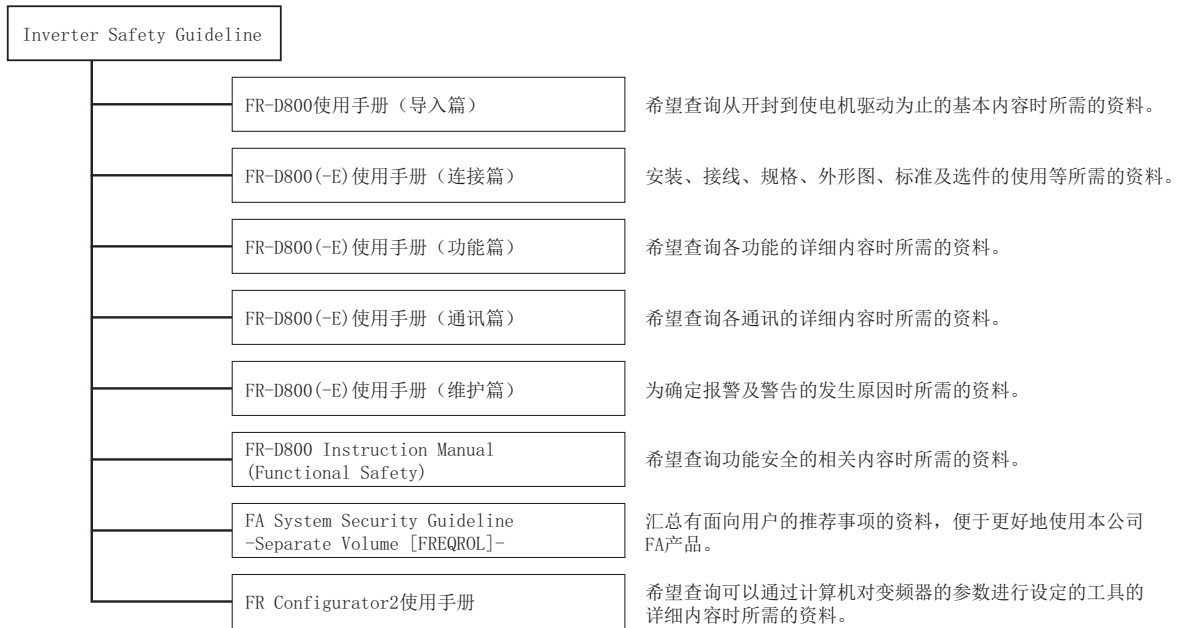 Inverter Safety Guideline
FR-D800使用手册（导入篇）
希望查询从开封到使电机驱动为止的基本内容时所需的资料。
FR-D800(-E)使用手册（连接篇）
安装、接线、规格、外形图、标准及选件的使用等所需的资料。
FR-D800(-E)使用手册（功能篇）
希望查询各功能的详细内容时所需的资料。
FR-D800(-E)使用手册（通讯篇）
希望查询各通讯的详细内容时所需的资料。
FR-D800(-E)使用手册（维护篇）
为确定报警及警告的发生原因时所需的资料。
FR-D800 Instruction Manual
(Functional Safety)
希望查询功能安全的相关内容时所需的资料。
FA System Security Guideline
-Separate Volume [FREQROL]-
汇总有面向用户的推荐事项的资料，便于更好地使用本公司
FA产品。
FR Configurator2使用手册
希望查询可以通过计算机对变频器的参数进行设定的工具的
详细内容时所需的资料。